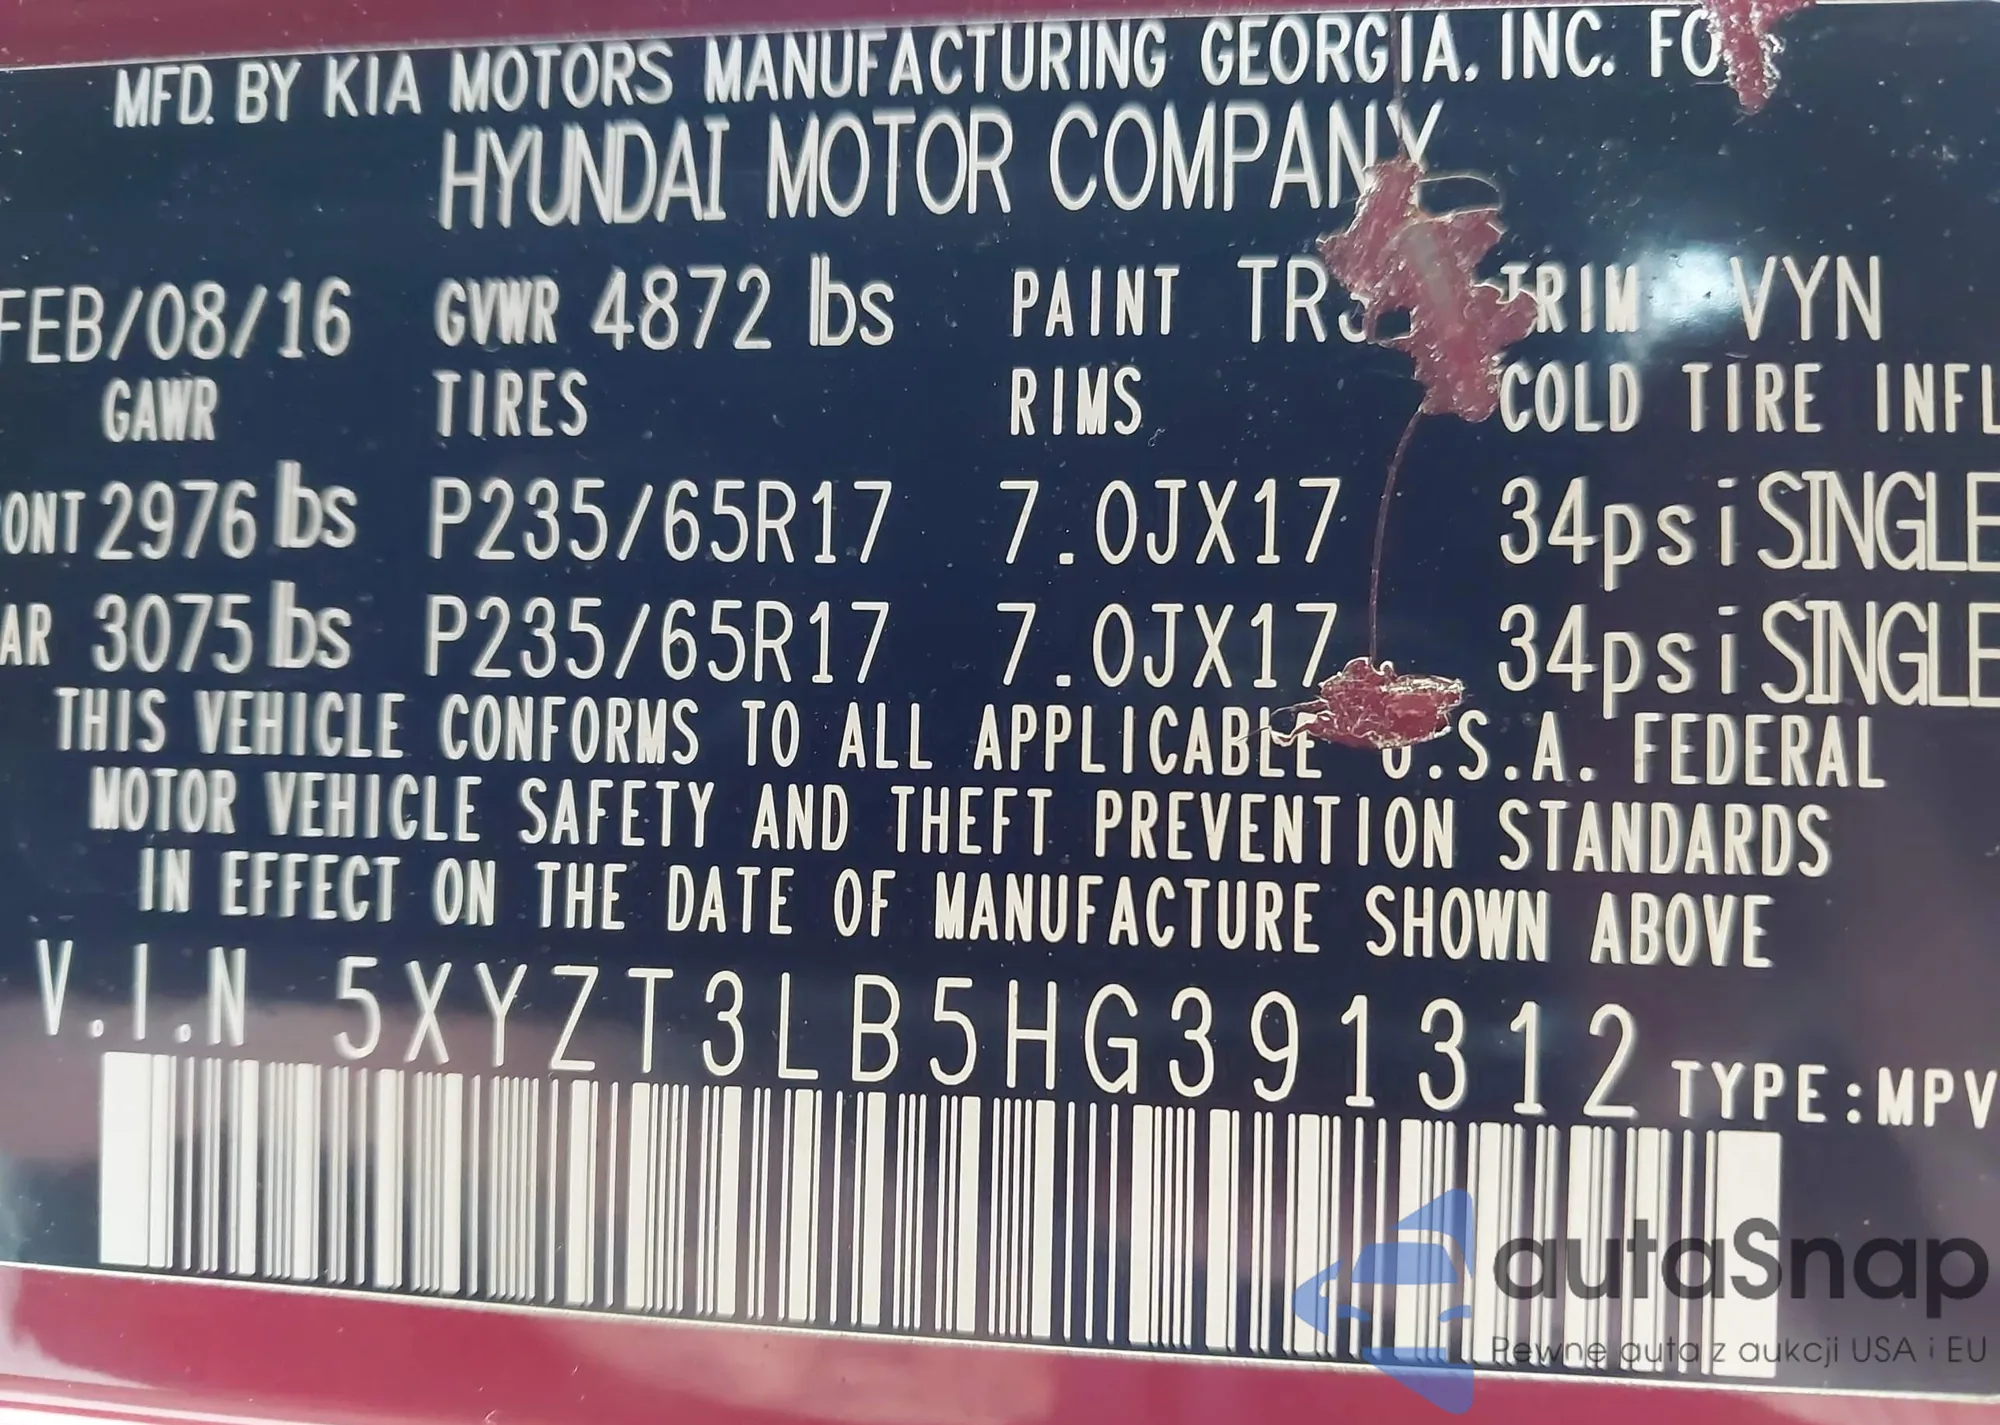 MFD. BY KIA MOTORS MANUFACTURING GEORGIA, INC. FO
HYUNDAI MOTOR COMPANY
FEB/08/16 GVWR 4872 lbs PAINT TR3 TRIM VYN
GAWR TIRES RIMS COLD TIRE INFL
ONT 2976 lbs P235/65R17 7.0JX17 34psi SINGLE
AR 3075 lbs P235/65R17 7.0JX17 34psi SINGLE
THIS VEHICLE CONFORMS TO ALL APPLICABLE U.S.A. FEDERAL
MOTOR VEHICLE SAFETY AND THEFT PREVENTION STANDARDS
IN EFFECT ON THE DATE OF MANUFACTURE SHOWN ABOVE
V.I.N 5XYZT3LB5HG391312 TYPE:MPV
autaSnap
Pewne auta z aukcji USA i EU